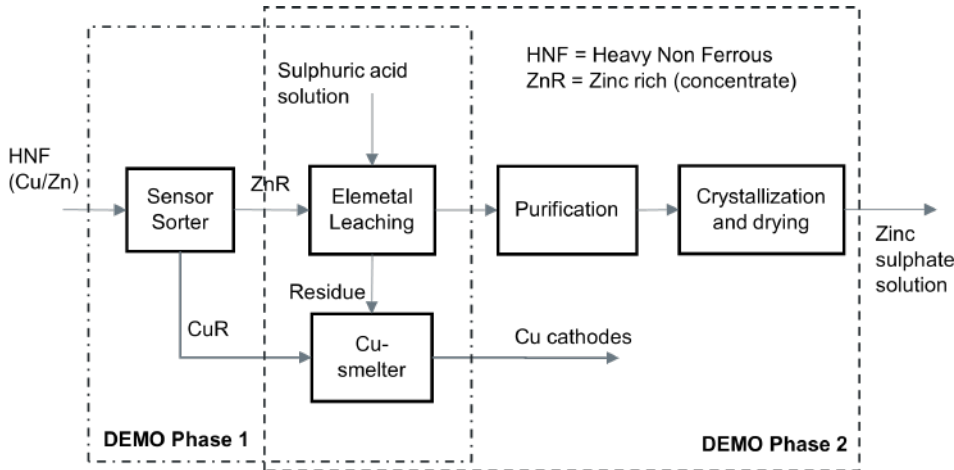 HNF = Heavy Non Ferrous
ZnR = Zinc rich (concentrate)
Sulphuric acid
solution
HNF
(Cu/Zn)
Sensor
Sorter
ZnR
Elemetal
Leaching
Purification
Crystallization
and drying
Zinc
sulphate
solution
Residue
CuR
Cu-
smelter
Cu cathodes
DEMO Phase 1
DEMO Phase 2